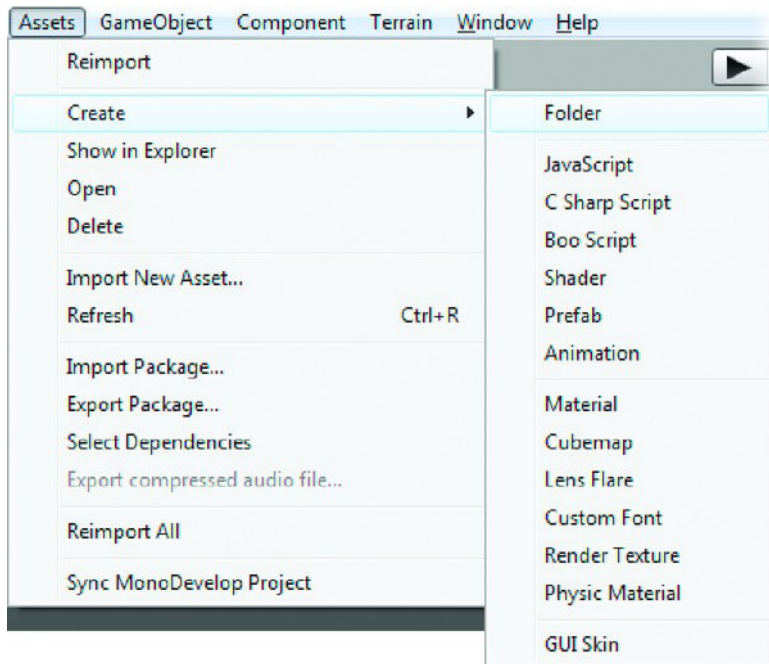 Assets GameObject Component Terrain Window Help
Reimport
Create
Show in Explorer
Open
Delete
Import New Asset...
Refresh Ctrl+R
Import Package...
Export Package...
Select Dependencies
Export compressed audio file...
Reimport All
Sync MonoDevelop Project
Folder
JavaScript
C Sharp Script
Boo Script
Shader
Prefab
Animation
Material
Cubemap
Lens Flare
Custom Font
Render Texture
Physic Material
GUI Skin